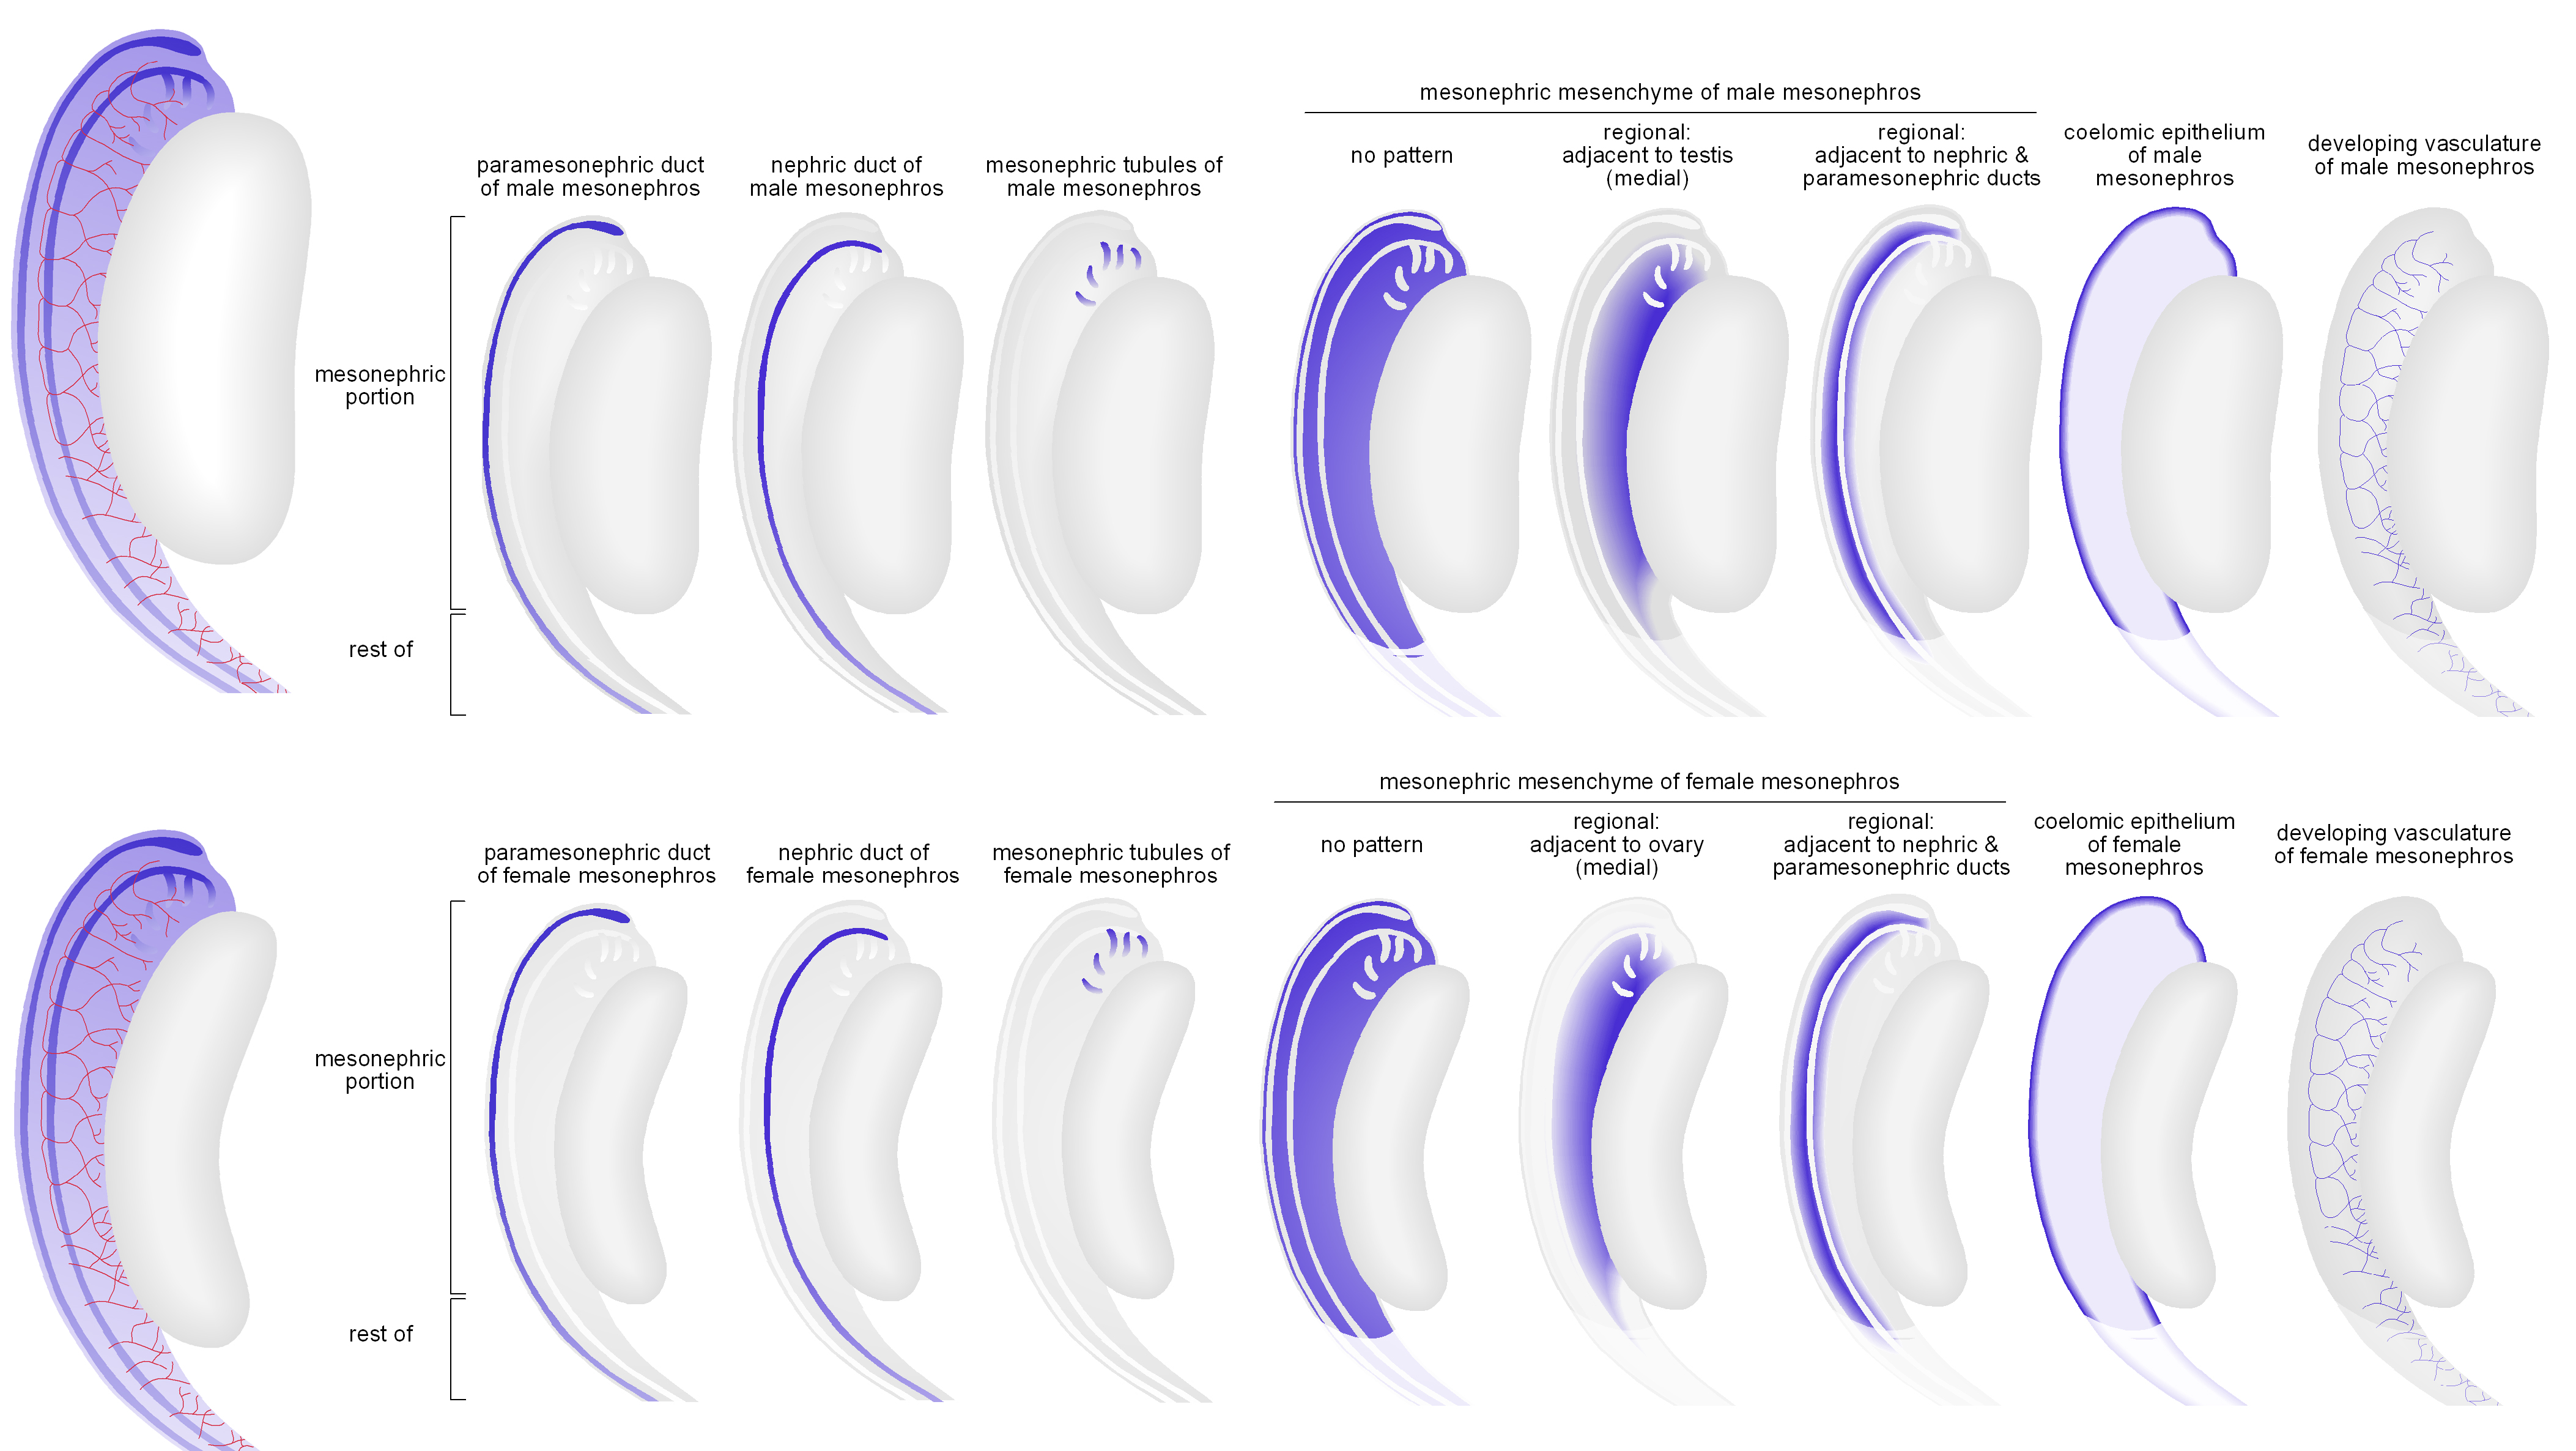 mesonephric mesenchyme of male mesonephros
paramesonephric duct
of male mesonephros
nephric duct of
male mesonephros
mesonephric tubules of
male mesonephros
no pattern
regional:
adjacent to testis
(medial)
regional:
adjacent to nephric &
paramesonephric ducts
coelomic epithelium
of male
mesonephros
developing vasculature
of male mesonephros
mesonephric
portion
rest of
mesonephric mesenchyme of female mesonephros
paramesonephric duct
of female mesonephros
nephric duct of
female mesonephros
mesonephric tubules of
female mesonephros
no pattern
regional:
adjacent to ovary
(medial)
regional:
adjacent to nephric &
paramesonephric ducts
coelomic epithelium
of female
mesonephros
developing vasculature
of female mesonephros
mesonephric
portion
rest of